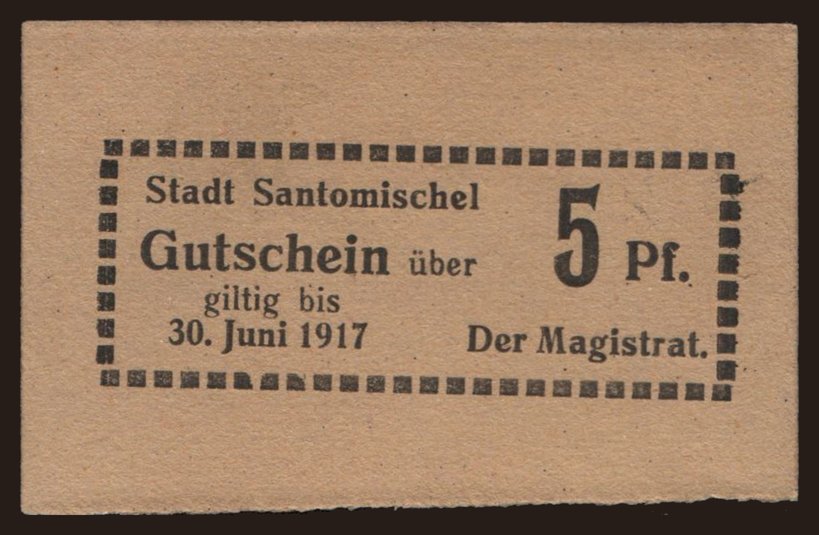 Stadt Santomischel
Gutschein über 5 Pf.
giltig bis
30. Juni 1917
Der Magistrat.